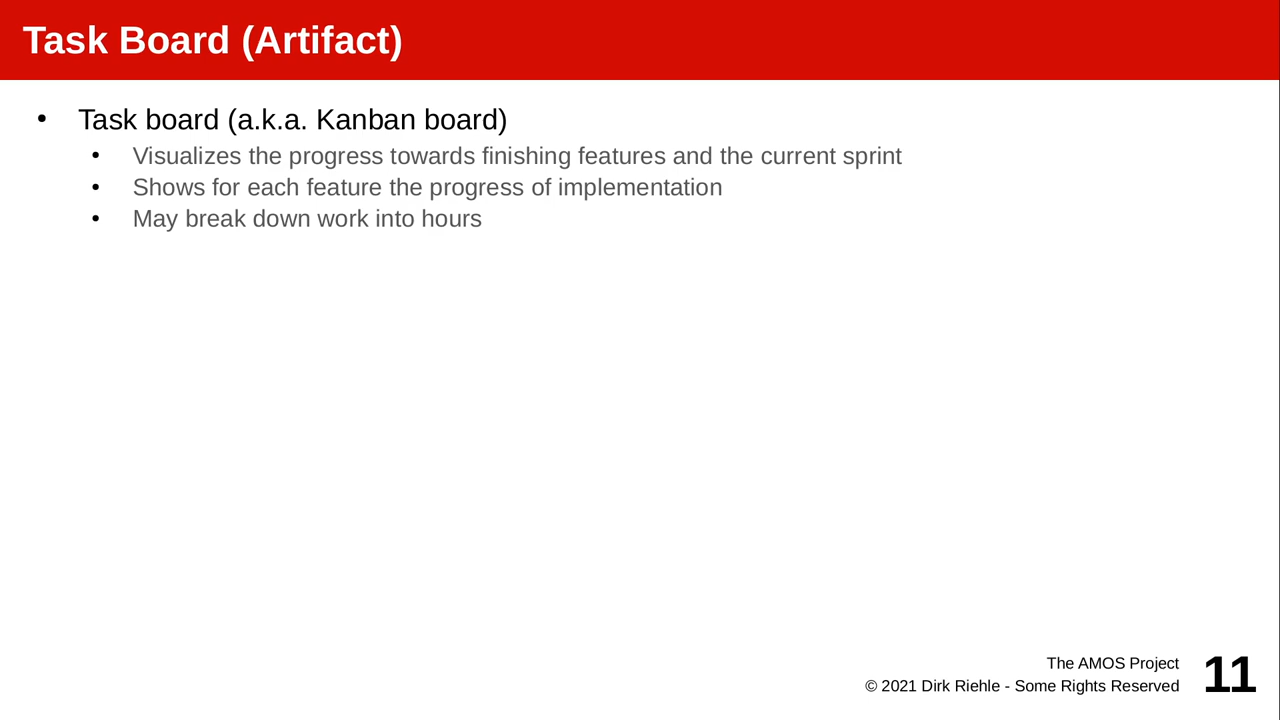 Task Board (Artifact)
• Task board (a.k.a. Kanban board)
• Visualizes the progress towards finishing features and the current sprint
• Shows for each feature the progress of implementation
• May break down work into hours
The AMOS Project
© 2021 Dirk Riehle - Some Rights Reserved
11